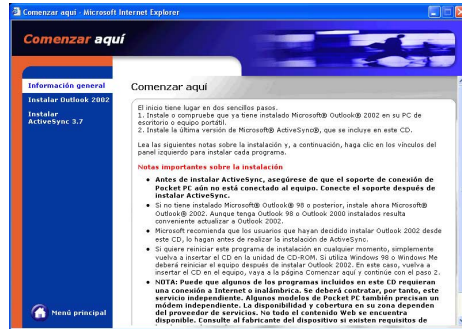 Comenzar aquí - Microsoft Internet Explorer
Comenzar aquí
Información general
Instalar Outlook 2002
Instalar
ActiveSync 3.7
Menú principal
Comenzar aquí
El inicio tiene lugar en dos sencillos pasos.
1. Instale o compruebe que ya tiene instalado Microsoft® Outlook® 2002 en su PC de
escritorio o equipo portátil.
2. Instale la última versión de Microsoft® ActiveSync®, que se incluye en este CD.
Lea las siguientes notas sobre la instalación y, a continuación, haga clic en los vínculos del
panel izquierdo para instalar cada programa.
Notas importantes sobre la instalación
• Antes de instalar ActiveSync, asegúrese de que el soporte de conexión de
Pocket PC aún no está conectado al equipo. Conecte el soporte después de
instalar ActiveSync.
• Si no tiene instalado Microsoft® Outlook® 98 o posterior, instale ahora Microsoft®
Outlook® 2002. Aunque tenga Outlook 98 o Outlook 2000 instalados resulta
conveniente actualizar a Outlook 2002.
• Microsoft recomienda que los usuarios que hayan decidido instalar Outlook 2002 desde
este CD, lo hagan antes de realizar la instalación de ActiveSync.
• Si quiere reiniciar este programa de instalación en cualquier momento, simplemente
vuelva a insertar el CD en la unidad de CD-ROM. Si utiliza Windows 98 o Windows Me
deberá reiniciar el equipo después de instalar Outlook 2002. En este caso, vuelva a
insertar el CD en el equipo, vaya a la página Comenzar aquí y continúe con el paso 2.
• NOTA: Puede que algunos de los programas incluidos en este CD requieran
una conexión a Internet o inalámbrica. Se deberá contratar, por tanto, este
servicio independiente. Algunos modelos de Pocket PC también precisan un
módem independiente. La disponibilidad y cobertura en su zona dependen
del proveedor de servicios. No todo el contenido Web se encuentra
disponible. Consulte al fabricante del dispositivo si existen requisitos de